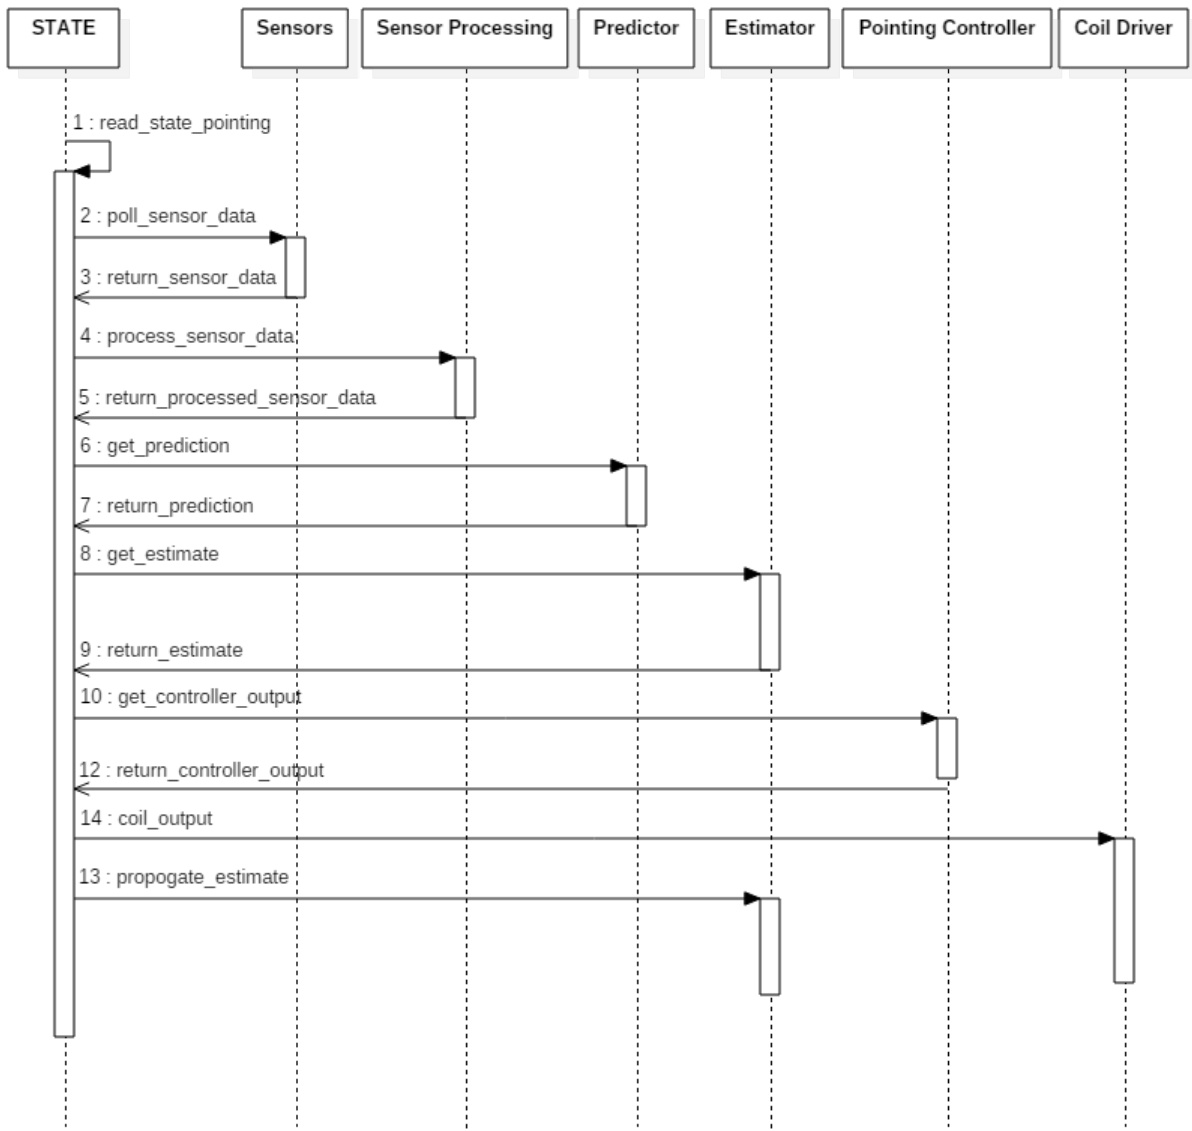 STATE
Sensors
Sensor Processing
Predictor
Estimator
Pointing Controller
Coil Driver
1 : read_state_pointing
2 : poll_sensor_data
3 : return_sensor_data
4 : process_sensor_data
5 : return_processed_sensor_data
6 : get_prediction
7 : return_prediction
8 : get_estimate
9 : return_estimate
10 : get_controller_output
12 : return_controller_output
14 : coil_output
13 : propogate_estimate